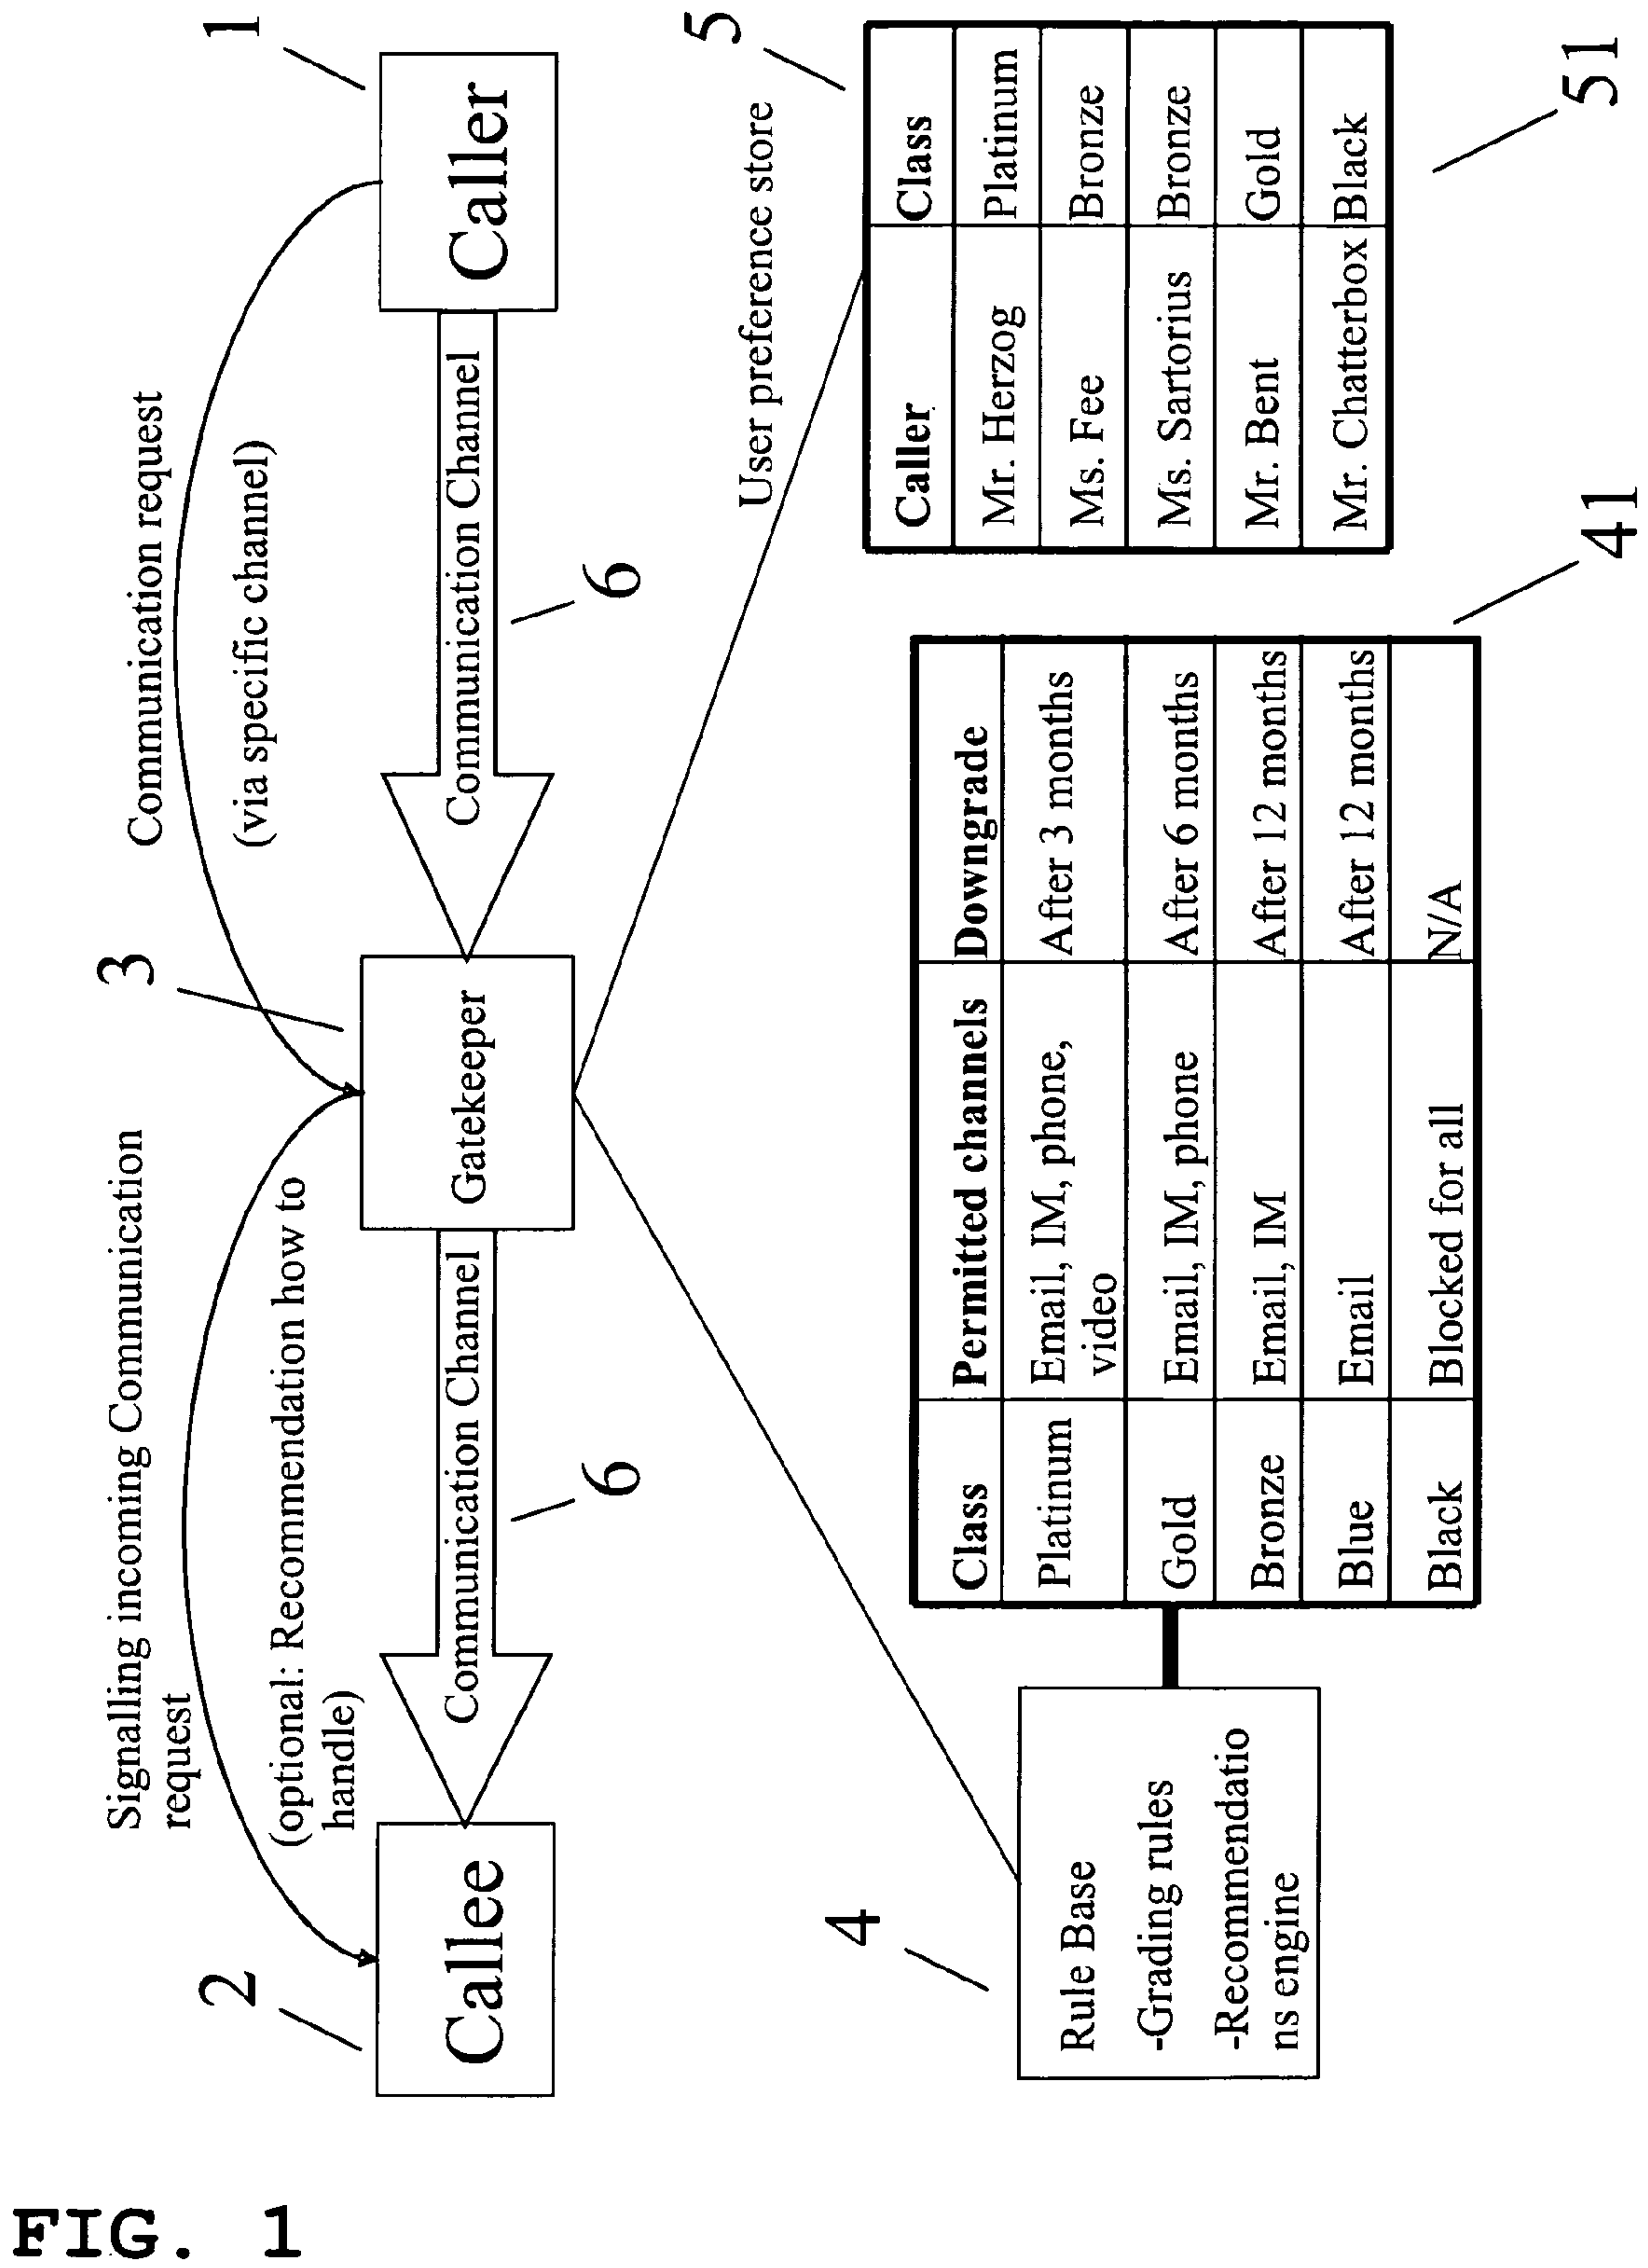 FIG. 1
Signalling incoming Communication
request
(optional: Recommendation how to
handle)
Communication request
(via specific channel)
2
3
1
Callee
Communication Channel
6
Gatekeeper
Communication Channel
6
Caller
User preference store
5
Caller Class
Mr. Herzog Platinum
Ms. Fee Bronze
Ms. Sartorius Bronze
Mr. Bent Gold
Mr. Chatterbox Black
51
4
Rule Base
-Grading rules
-Recommendatio
ns engine
Class Permitted channels Downgrade
Platinum Email, IM, phone, After 3 months
video
Gold Email, IM, phone After 6 months
Bronze Email, IM After 12 months
Blue Email After 12 months
Black Blocked for all N/A
41